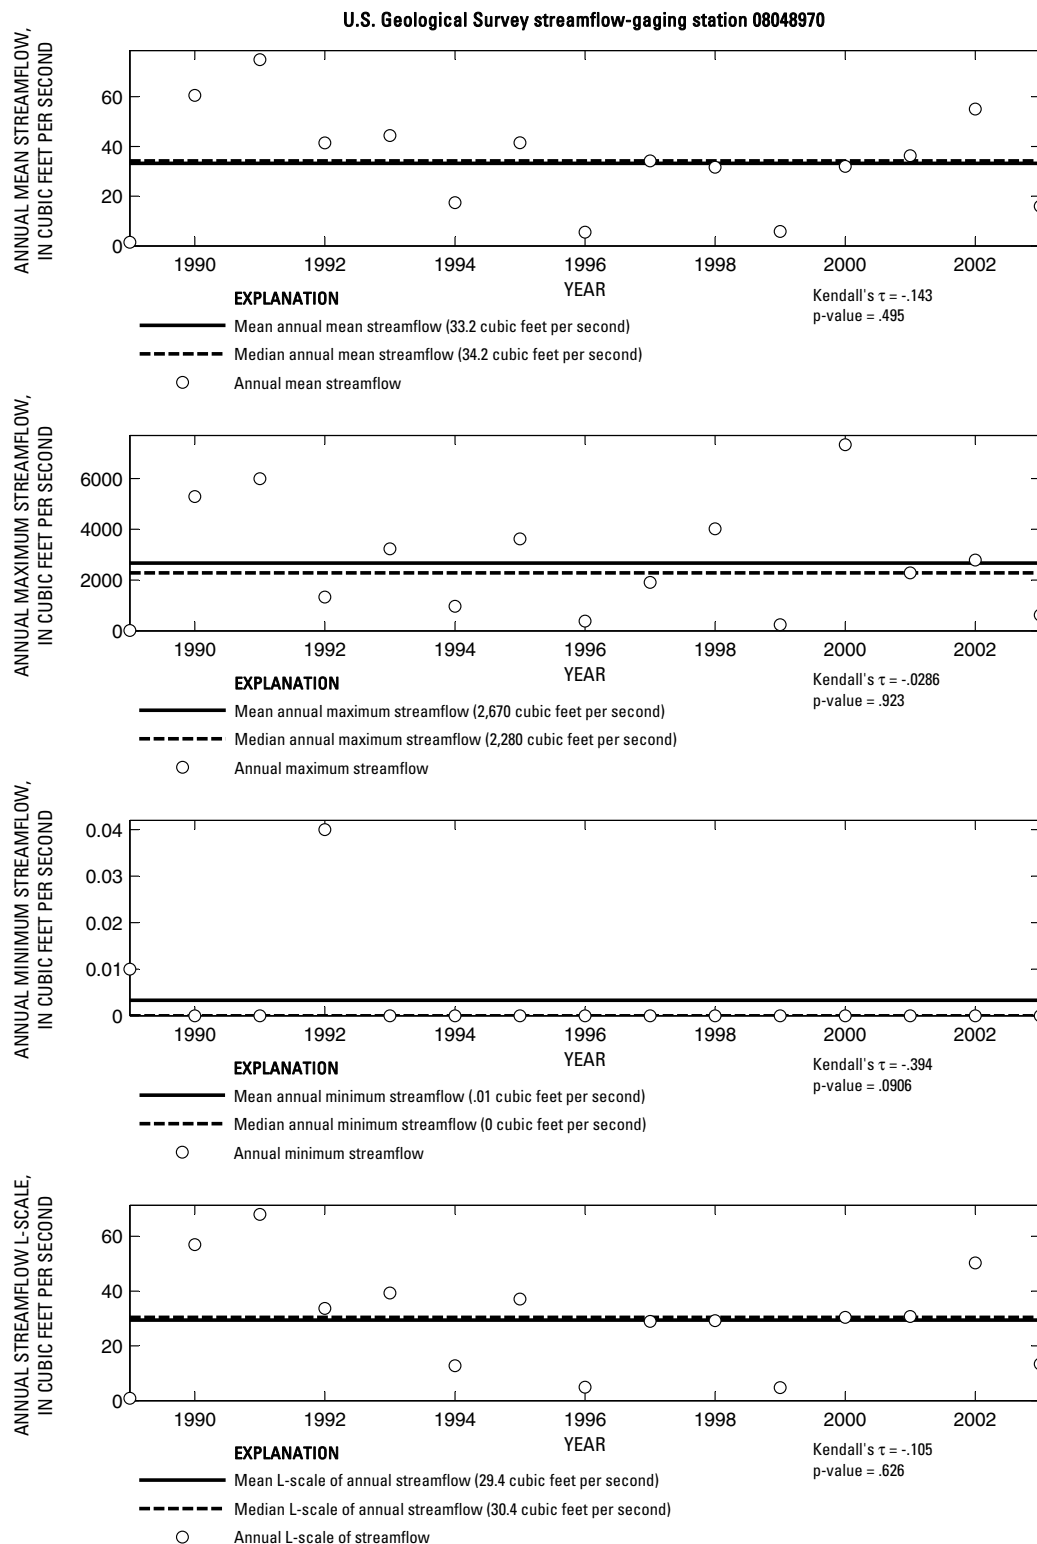 U.S. Geological Survey streamflow-gaging station 08048970
ANNUAL MEAN STREAMFLOW,
IN CUBIC FEET PER SECOND
60
40
20
0
1990 1992 1994 1996 1998 2000 2002
YEAR
EXPLANATION
Mean annual mean streamflow (33.2 cubic feet per second)
Median annual mean streamflow (34.2 cubic feet per second)
Annual mean streamflow
Kendall's τ = -.143
p-value = .495
ANNUAL MAXIMUM STREAMFLOW,
IN CUBIC FEET PER SECOND
6000
4000
2000
0
1990 1992 1994 1996 1998 2000 2002
YEAR
EXPLANATION
Mean annual maximum streamflow (2,670 cubic feet per second)
Median annual maximum streamflow (2,280 cubic feet per second)
Annual maximum streamflow
Kendall's τ = -.0286
p-value = .923
ANNUAL MINIMUM STREAMFLOW,
IN CUBIC FEET PER SECOND
0.04
0.03
0.02
0.01
0
1990 1992 1994 1996 1998 2000 2002
YEAR
EXPLANATION
Mean annual minimum streamflow (.01 cubic feet per second)
Median annual minimum streamflow (0 cubic feet per second)
Annual minimum streamflow
Kendall's τ = -.394
p-value = .0906
ANNUAL STREAMFLOW L-SCALE,
IN CUBIC FEET PER SECOND
60
40
20
0
1990 1992 1994 1996 1998 2000 2002
YEAR
EXPLANATION
Mean L-scale of annual streamflow (29.4 cubic feet per second)
Median L-scale of annual streamflow (30.4 cubic feet per second)
Annual L-scale of streamflow
Kendall's τ = -.105
p-value = .626